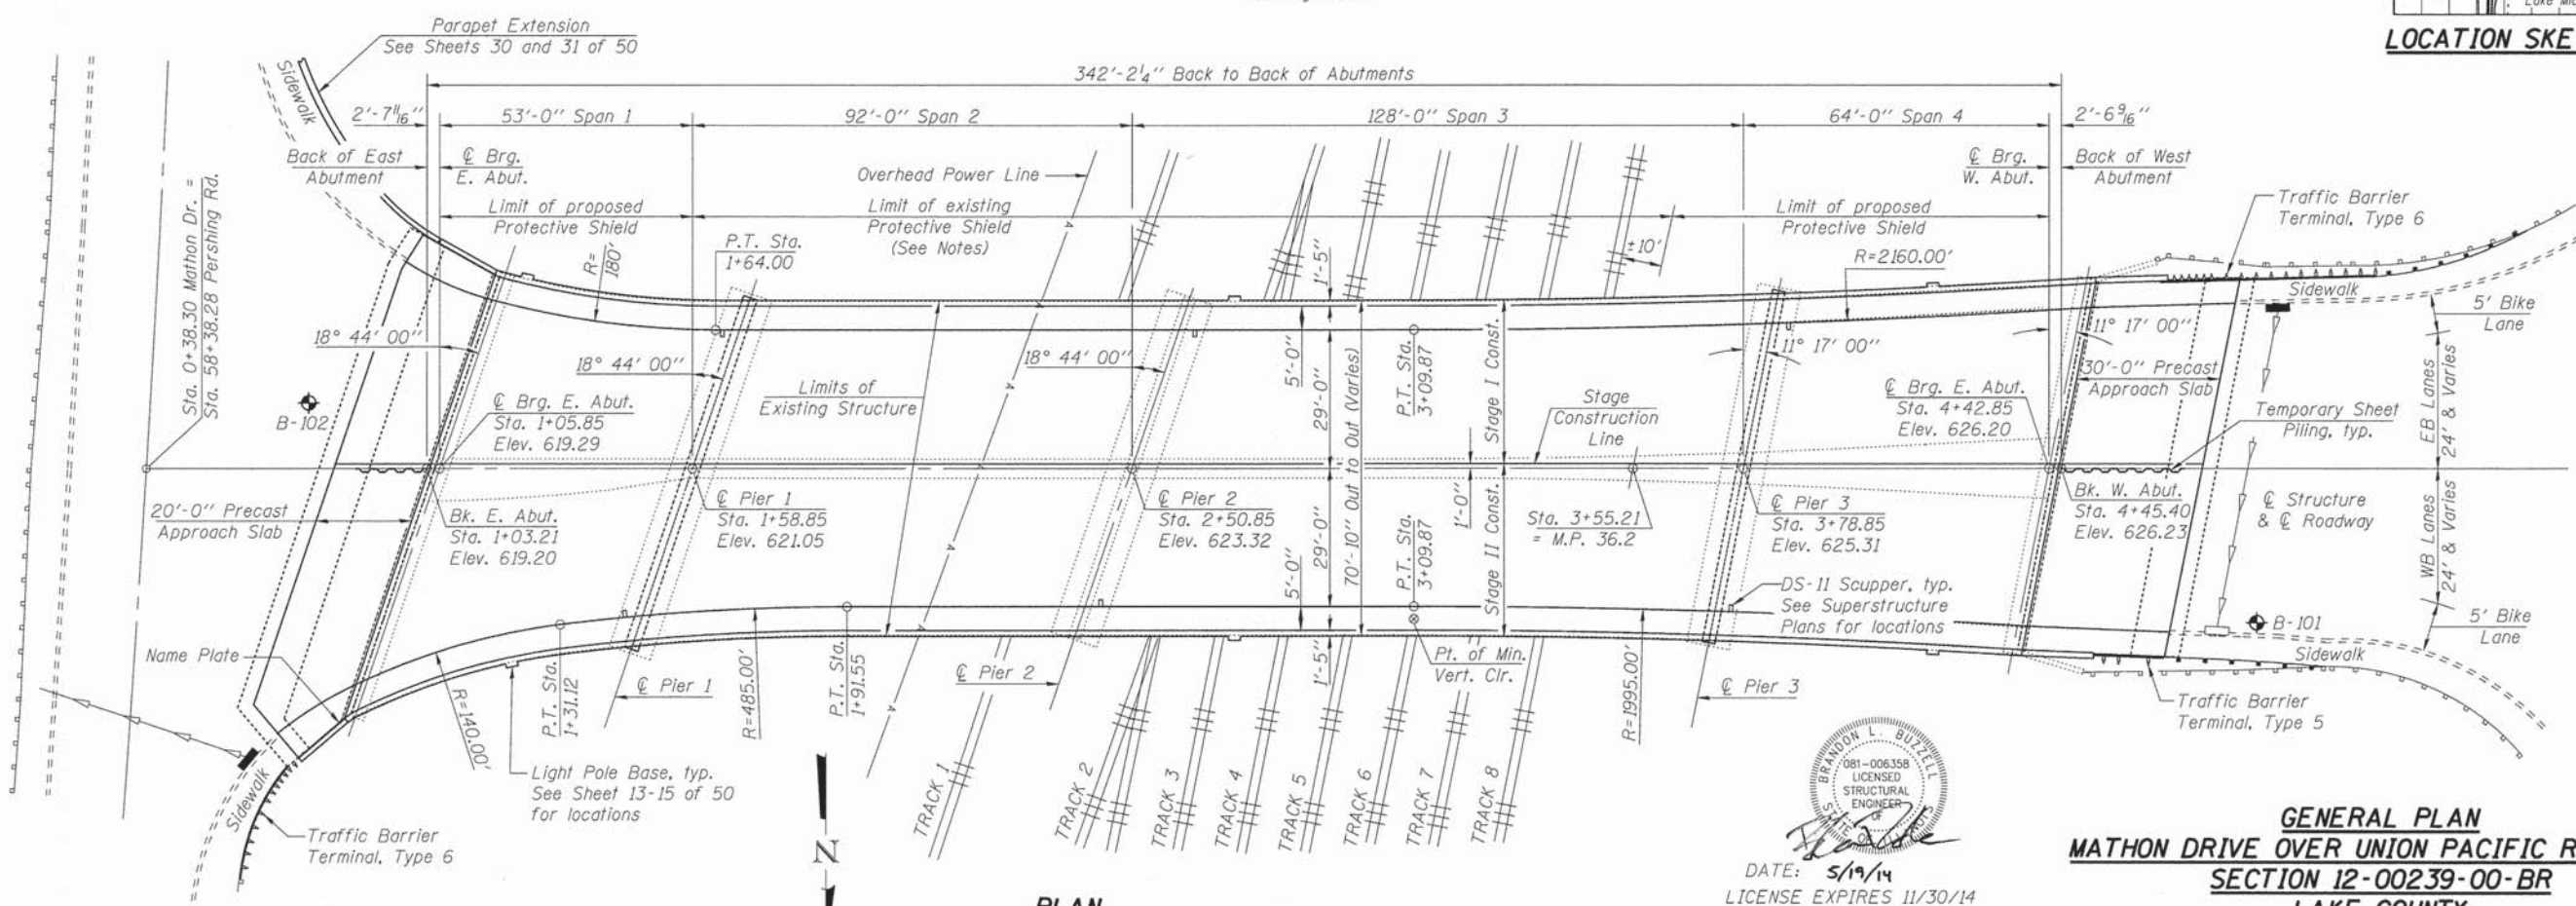 LOCATION SKE
Parapet Extension
See Sheets 30 and 31 of 50
Sidewalk
342'-2 1/4" Back to Back of Abutments
2'-7 11/16"
53'-0" Span 1
92'-0" Span 2
128'-0" Span 3
64'-0" Span 4
2'-6 9/16"
Back of East
Abutment
℄ Brg.
E. Abut.
Overhead Power Line
℄ Brg.
W. Abut.
Back of West
Abutment
Sta. 0+38.30 Mathon Dr. =
Sta. 58+38.28 Pershing Rd.
Limit of proposed
Protective Shield
Limit of existing
Protective Shield
(See Notes)
Limit of proposed
Protective Shield
Traffic Barrier
Terminal, Type 6
R=
180'
P.T. Sta.
1+64.00
1'-5"
±10'
R=2160.00'
Sidewalk
5' Bike
Lane
18° 44' 00"
18° 44' 00"
18° 44' 00"
11° 17' 00"
11° 17' 00"
B-102
℄ Brg. E. Abut.
Sta. 1+05.85
Elev. 619.29
Limits of
Existing Structure
5'-0"
29'-0"
70'-10" Out to Out (Varies)
P.T. Sta.
3+09.87
Stage I Const.
Stage
Construction
Line
℄ Brg. E. Abut.
Sta. 4+42.85
Elev. 626.20
30'-0" Precast
Approach Slab
Temporary Sheet
Piling, typ.
EB Lanes
24' & Varies
20'-0" Precast
Approach Slab
Bk. E. Abut.
Sta. 1+03.21
Elev. 619.20
℄ Pier 1
Sta. 1+58.85
Elev. 621.05
℄ Pier 2
Sta. 2+50.85
Elev. 623.32
1'-0"
Sta. 3+55.21
= M.P. 36.2
℄ Pier 3
Sta. 3+78.85
Elev. 625.31
Bk. W. Abut.
Sta. 4+45.40
Elev. 626.23
℄ Structure
& ℄ Roadway
WB Lanes
24' & Varies
5'-0"
29'-0"
P.T. Sta.
3+09.87
Stage II Const.
DS-11 Scupper, typ.
See Superstructure
Plans for locations
B-101
5' Bike
Lane
Sidewalk
Name Plate
R=140.00'
P.T. Sta.
1+31.12
℄ Pier 1
R=485.00'
P.T. Sta.
1+91.55
℄ Pier 2
1'-5"
Pt. of Min.
Vert. Clr.
R=1995.00'
℄ Pier 3
Traffic Barrier
Terminal, Type 5
Light Pole Base, typ.
See Sheet 13-15 of 50
for locations
Sidewalk
Traffic Barrier
Terminal, Type 6
N
TRACK 1
TRACK 2
TRACK 3
TRACK 4
TRACK 5
TRACK 6
TRACK 7
TRACK 8
BRANDON L. BUZZELL
081-006358
LICENSED
STRUCTURAL
ENGINEER
OF
STATE OF ILLINOIS
DATE: 5/19/14
LICENSE EXPIRES 11/30/14
GENERAL PLAN
MATHON DRIVE OVER UNION PACIFIC R
SECTION 12-00239-00-BR
LAKE COUNTY
PLAN